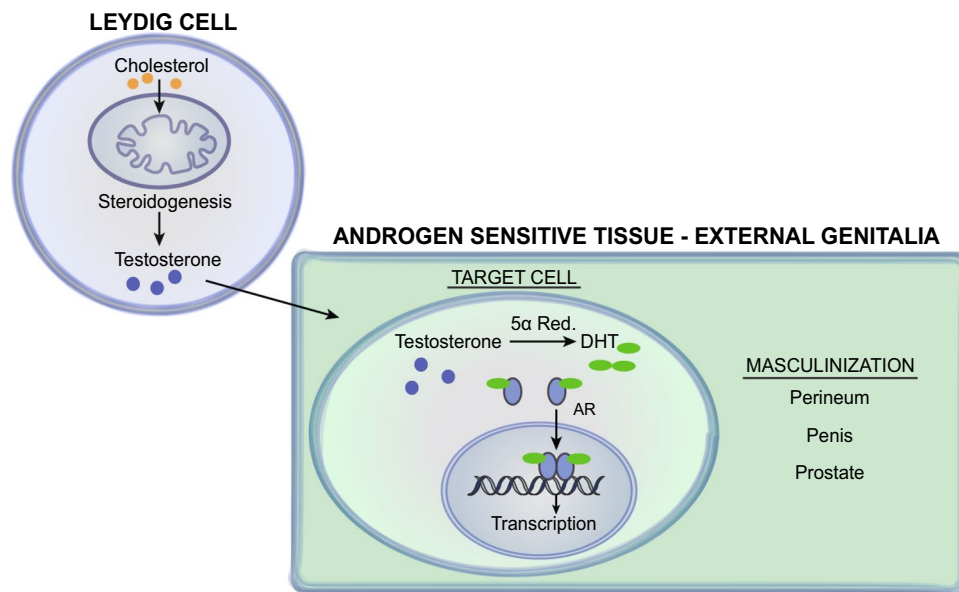 LEYDIG CELL
Cholesterol
Steroidogenesis
Testosterone
ANDROGEN SENSITIVE TISSUE - EXTERNAL GENITALIA
TARGET CELL
Testosterone
5α Red.
DHT
AR
Transcription
MASCULINIZATION
Perineum
Penis
Prostate